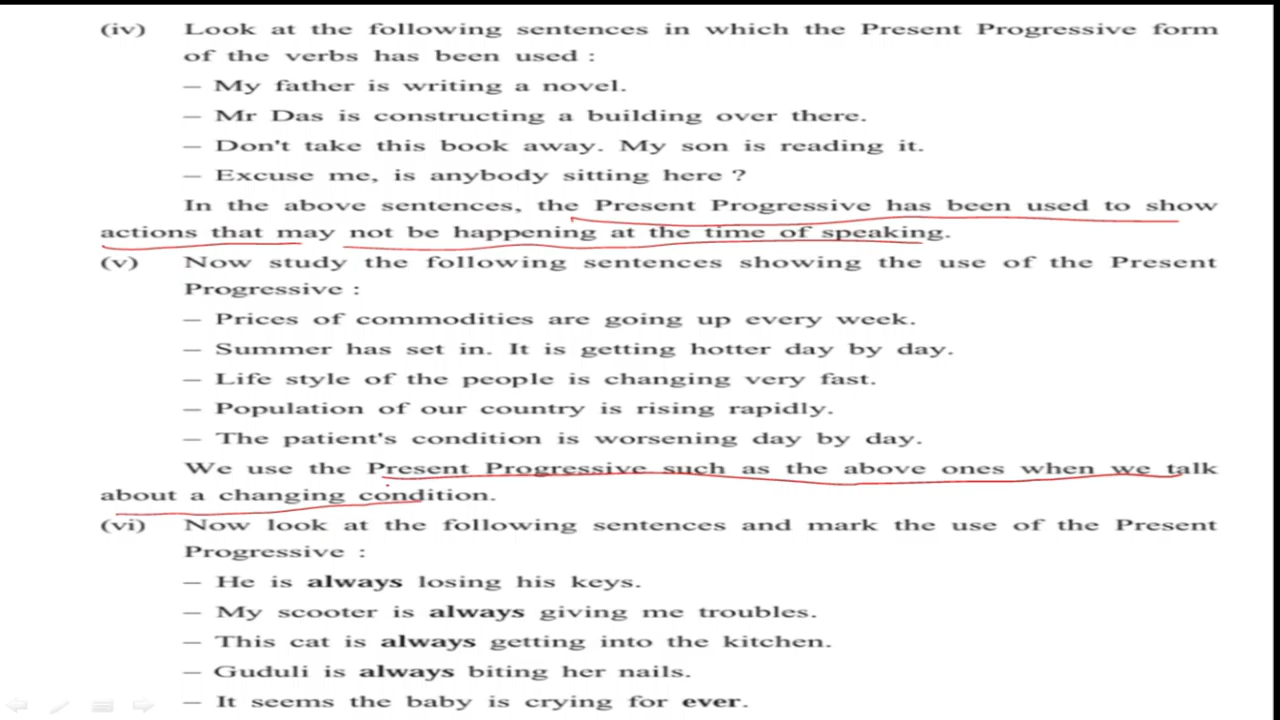 (iv) Look at the following sentences in which the Present Progressive form
of the verbs has been used :
– My father is writing a novel.
– Mr Das is constructing a building over there.
– Don't take this book away. My son is reading it.
– Excuse me, is anybody sitting here ?
In the above sentences, the Present Progressive has been used to show
actions that may not be happening at the time of speaking.
(v) Now study the following sentences showing the use of the Present
Progressive :
– Prices of commodities are going up every week.
– Summer has set in. It is getting hotter day by day.
– Life style of the people is changing very fast.
– Population of our country is rising rapidly.
– The patient's condition is worsening day by day.
We use the Present Progressive such as the above ones when we talk
about a changing condition.
(vi) Now look at the following sentences and mark the use of the Present
Progressive :
– He is always losing his keys.
– My scooter is always giving me troubles.
– This cat is always getting into the kitchen.
– Guduli is always biting her nails.
– It seems the baby is crying for ever.